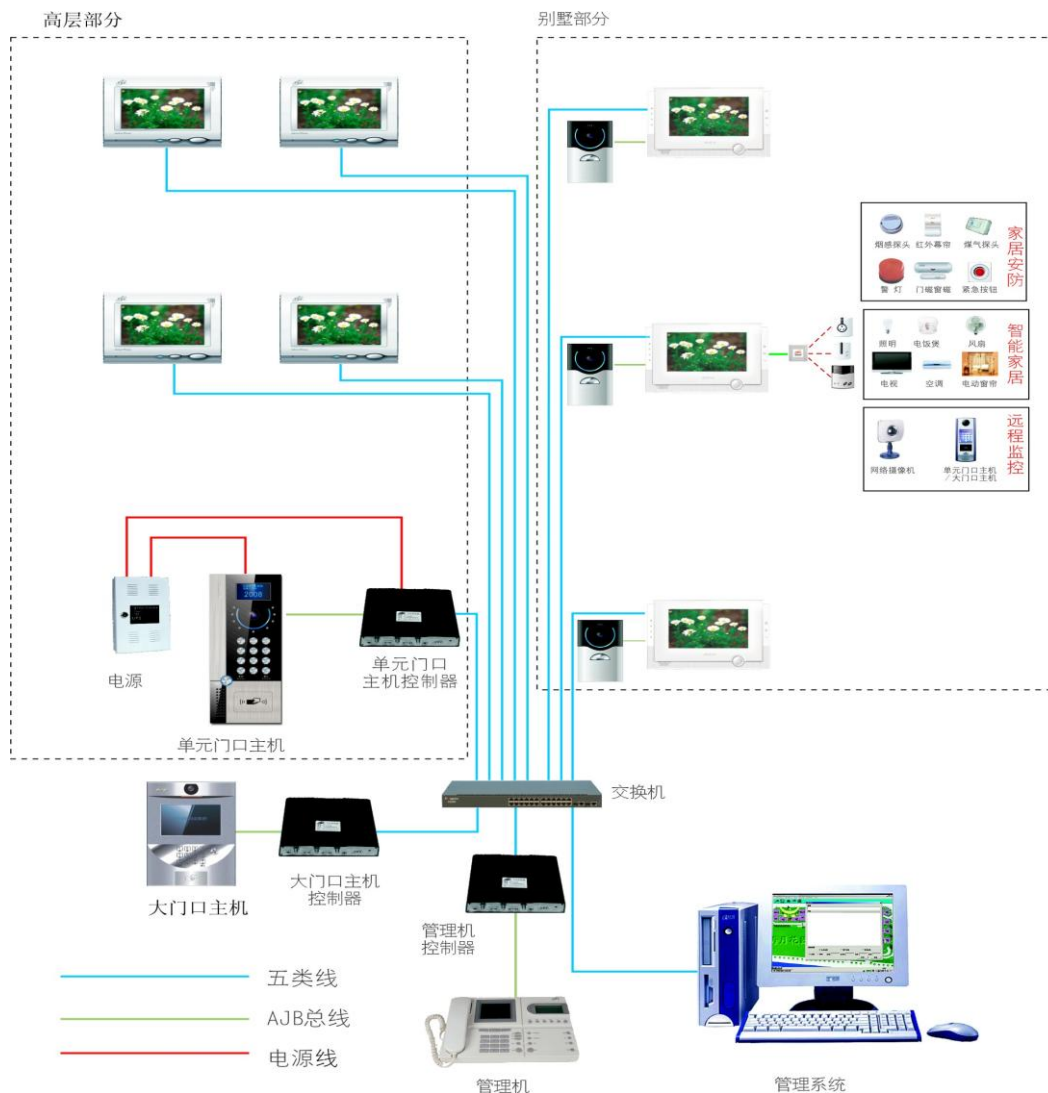 高层部分
别墅部分
烟感探头
红外幕帘
煤气探头
警 灯
门磁窗磁
紧急按钮
家居安防
照明
电饭煲
风扇
电视
空调
电动窗帘
智能家居
网络摄像机
单元门口主机
/大门口主机
远程监控
2008
电源
单元门口
主机控制器
单元门口主机
交换机
大门口主机
大门口主机
控制器
管理机
控制器
五类线
AJB总线
电源线
管理机
管理系统